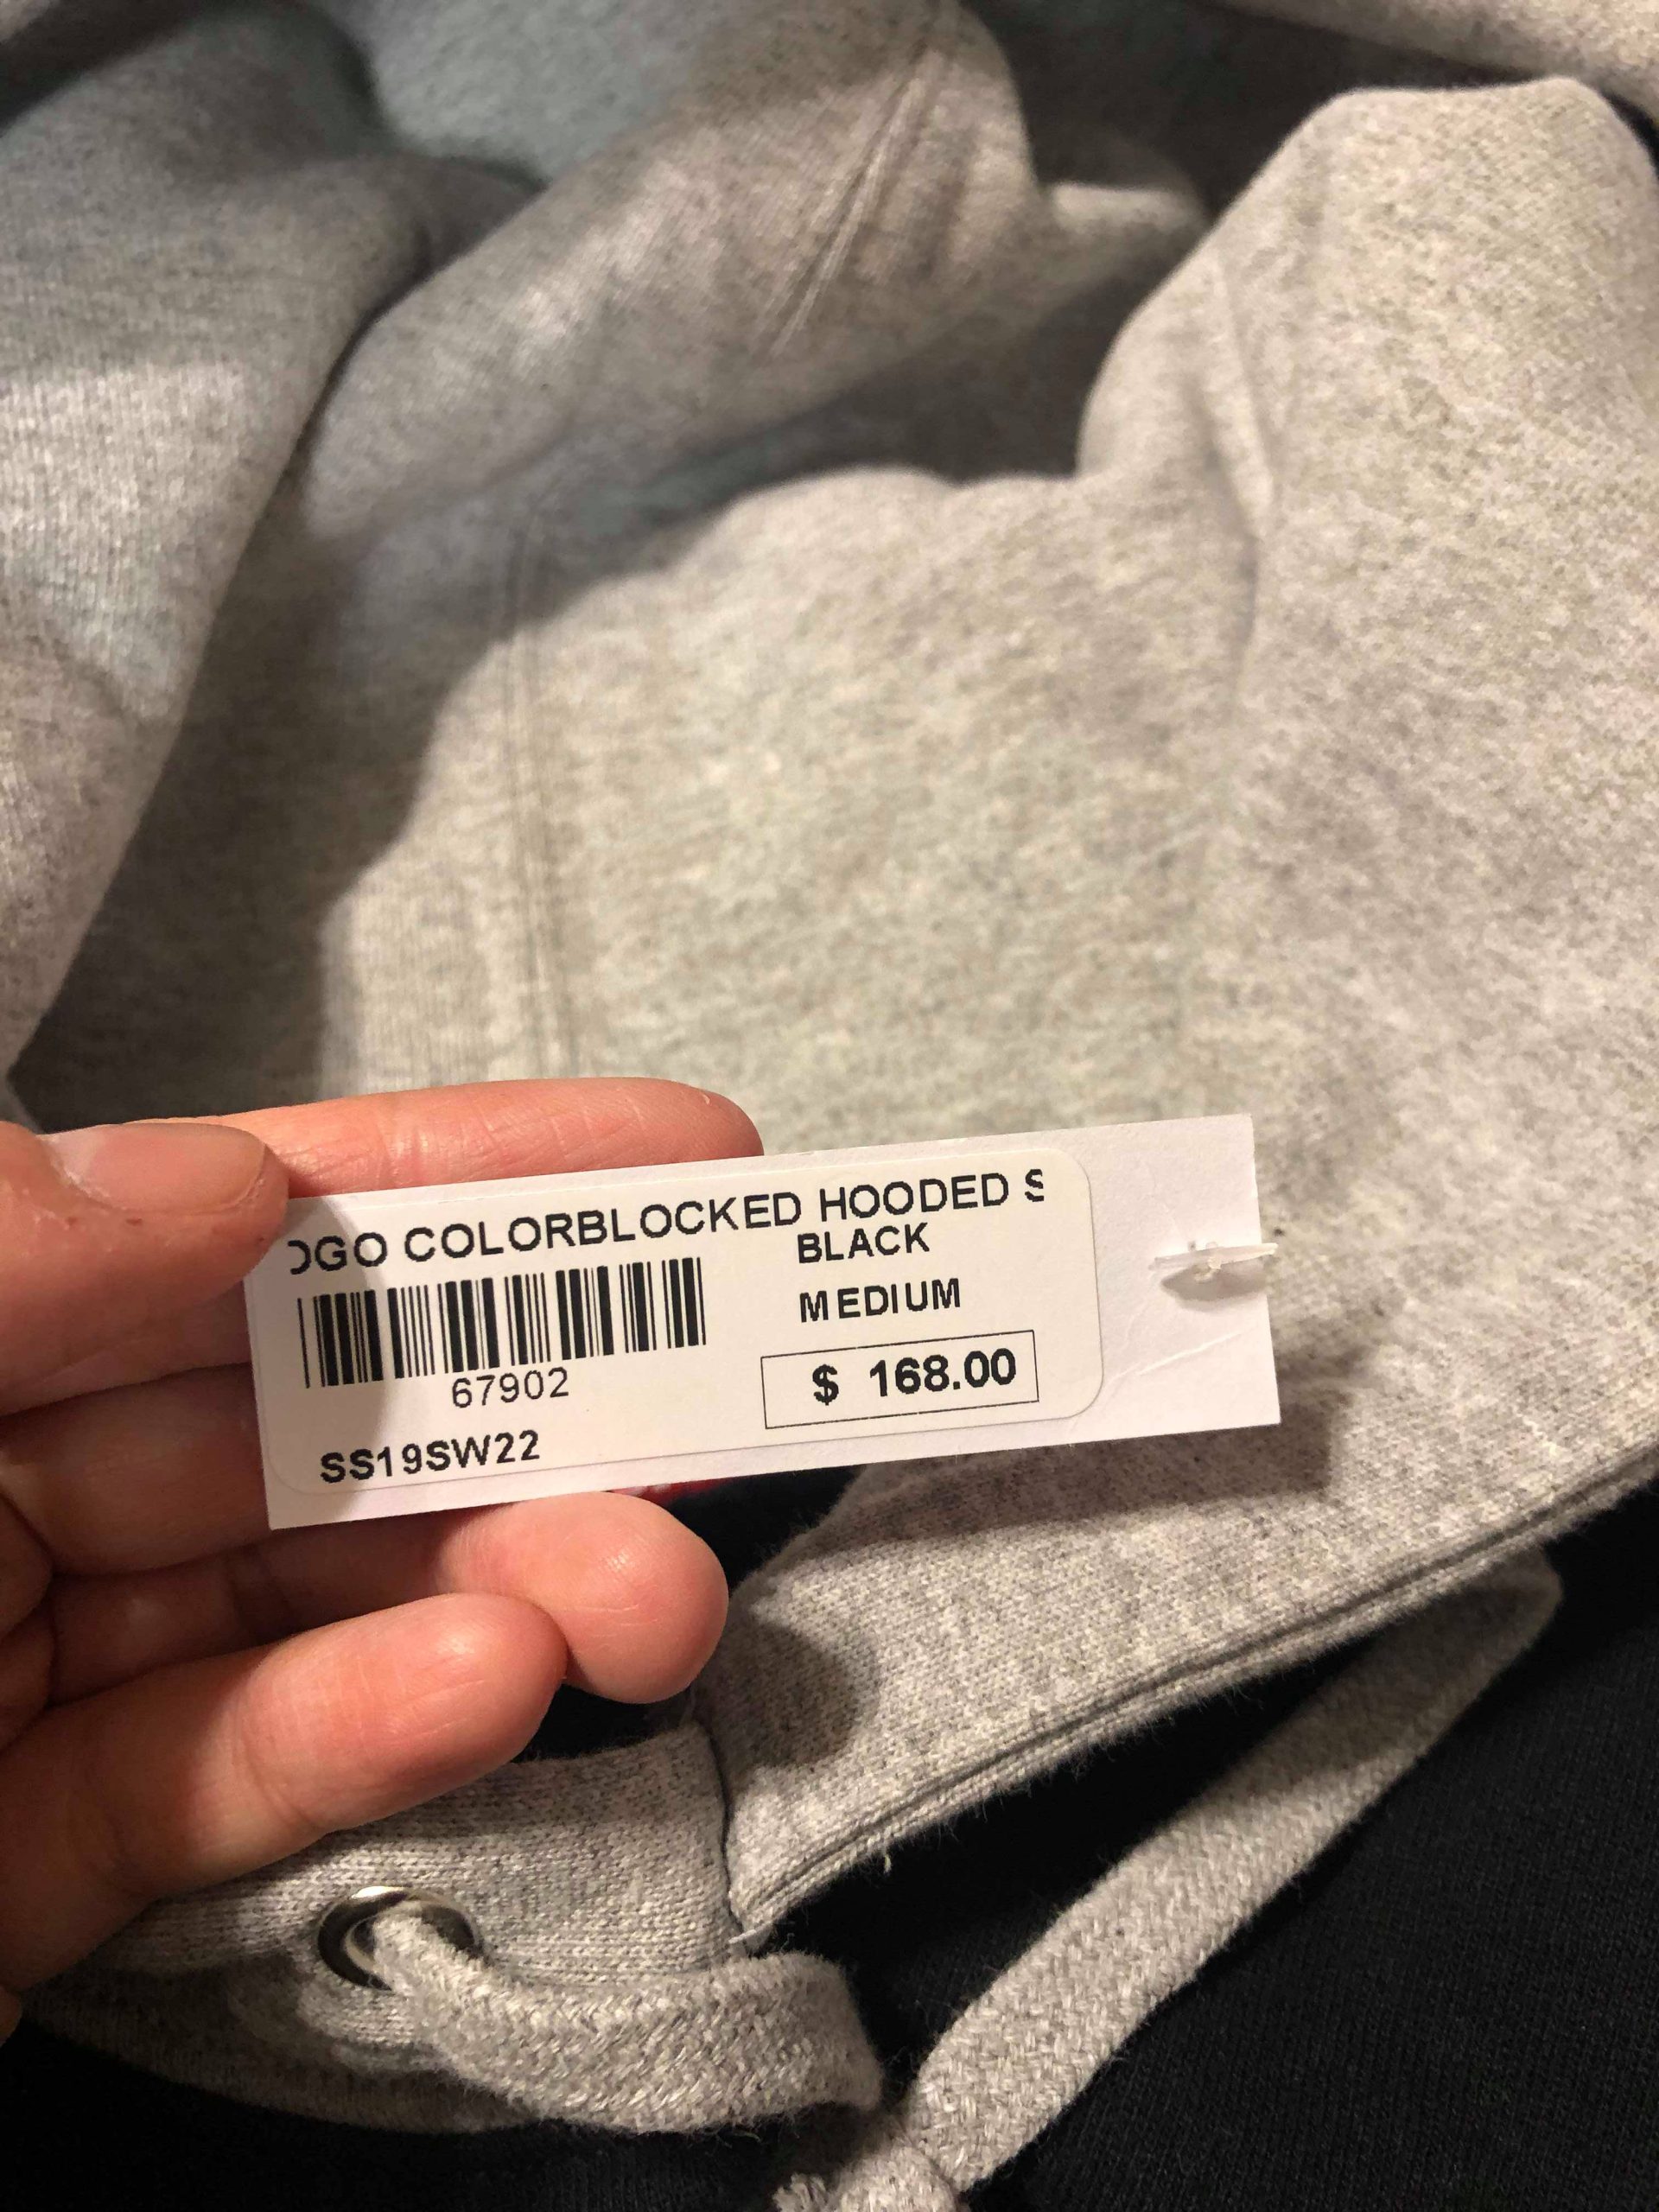 OGO COLORBLOCKED HOODED S
BLACK
MEDIUM
67902
$ 168.00
SS19SW22